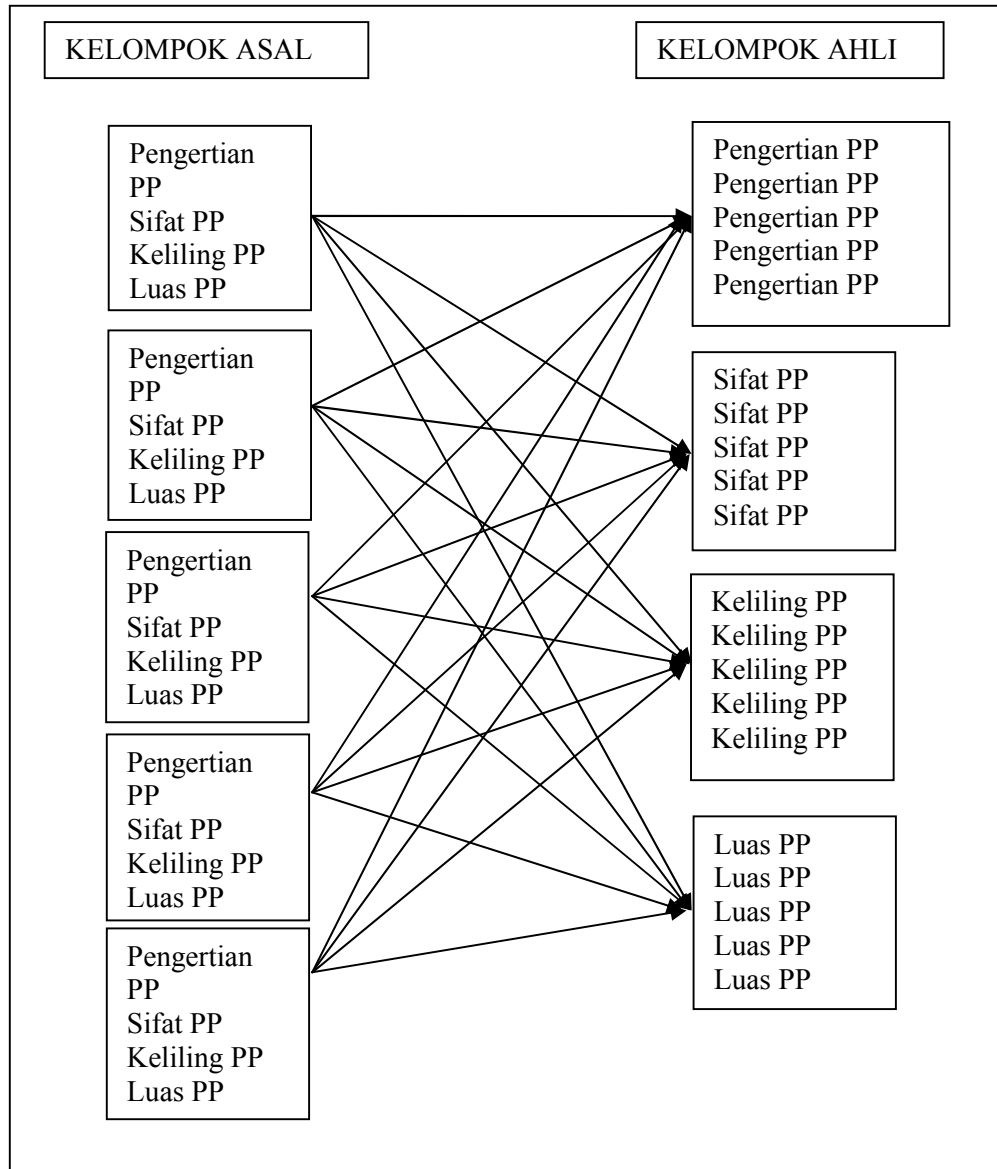 KELOMPOK ASAL
KELOMPOK AHLI
Pengertian
PP
Sifat PP
Keliling PP
Luas PP
Pengertian
PP
Sifat PP
Keliling PP
Luas PP
Pengertian
PP
Sifat PP
Keliling PP
Luas PP
Pengertian
PP
Sifat PP
Keliling PP
Luas PP
Pengertian
PP
Sifat PP
Keliling PP
Luas PP
Pengertian PP
Pengertian PP
Pengertian PP
Pengertian PP
Pengertian PP
Sifat PP
Sifat PP
Sifat PP
Sifat PP
Sifat PP
Keliling PP
Keliling PP
Keliling PP
Keliling PP
Keliling PP
Luas PP
Luas PP
Luas PP
Luas PP
Luas PP